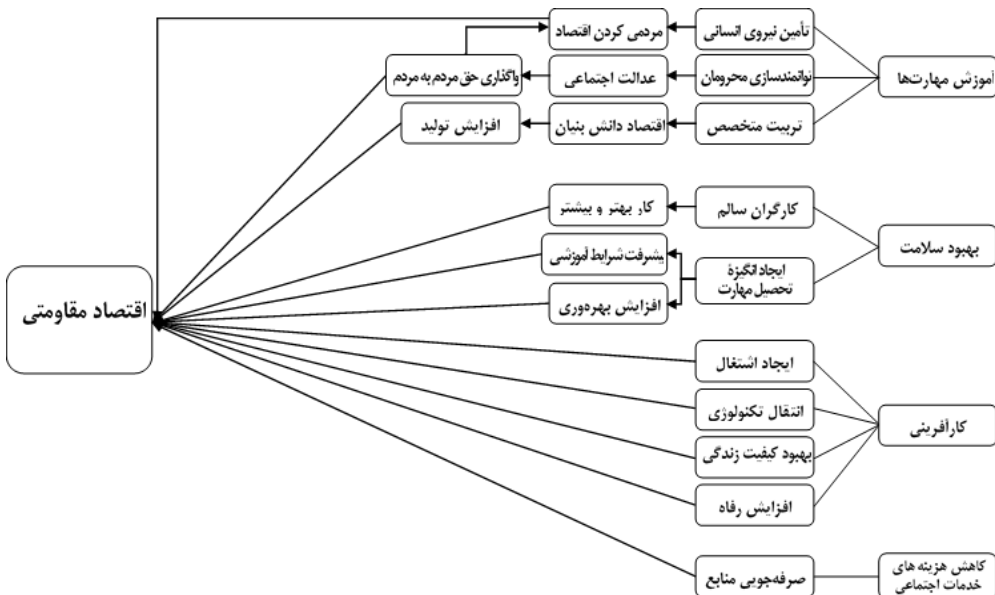 تأمین نیروی انسانی
مردمی کردن اقتصاد
آموزش مهارت‌ها
توانمندسازی محرومان
عدالت اجتماعی
واگذاری حق مردم به مردم
تربیت متخصص
اقتصاد دانش بنیان
افزایش تولید
کارگران سالم
کار بهتر و بیشتر
بهبود سلامت
ایجاد انگیزهٔ
تحصیل مهارت
پیشرفت شرایط آموزشی
افزایش بهره‌وری
اقتصاد مقاومتی
ایجاد اشتغال
انتقال تکنولوژی
کارآفرینی
بهبود کیفیت زندگی
افزایش رفاه
کاهش هزینه های
خدمات اجتماعی
صرفه‌جویی منابع